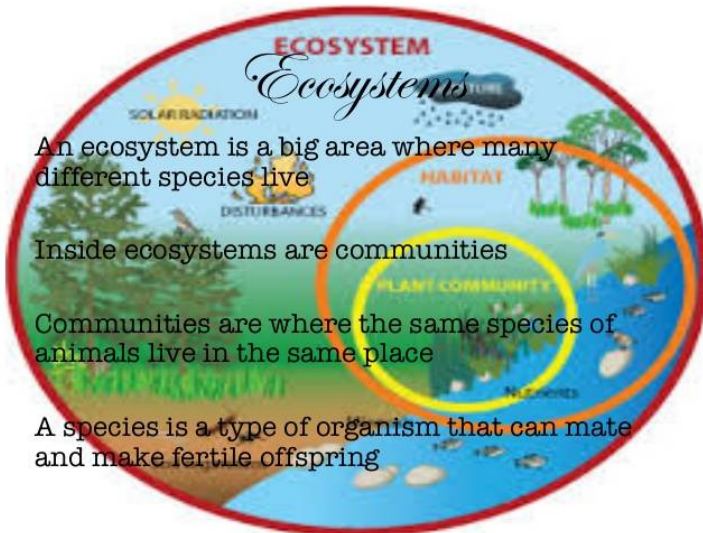 ECOSYSTEM
Ecosystems
SOLAR RADIATION
An ecosystem is a big area where many
different species live
HABITAT
DISTURBANCES
Inside ecosystems are communities
PLANT COMMUNITY
Communities are where the same species of
animals live in the same place
Nutrients
A species is a type of organism that can mate
and make fertile offspring